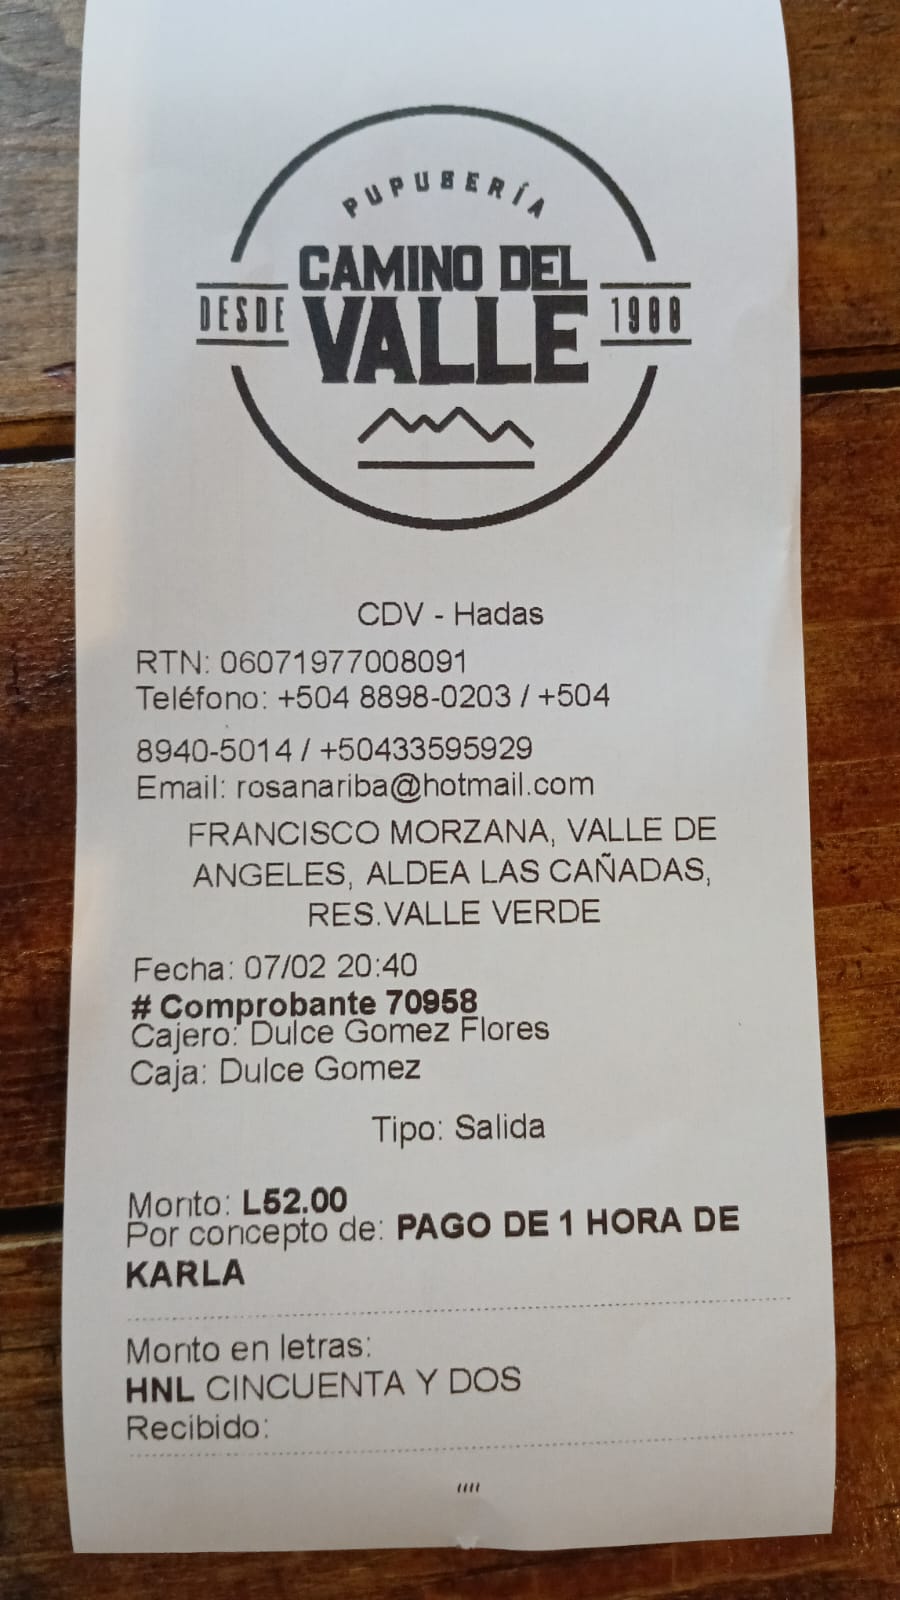 PUPUSERÍA
CAMINO DEL
DESDE VALLE 1988
CDV - Hadas
RTN: 06071977008091
Teléfono: +504 8898-0203 / +504
8940-5014 / +50433595929
Email: rosanariba@hotmail.com
FRANCISCO MORZANA, VALLE DE
ANGELES, ALDEA LAS CAÑADAS,
RES.VALLE VERDE
Fecha: 07/02 20:40
# Comprobante 70958
Cajero: Dulce Gomez Flores
Caja: Dulce Gomez
Tipo: Salida
Monto: L52.00
Por concepto de: PAGO DE 1 HORA DE
KARLA
Monto en letras:
HNL CINCUENTA Y DOS
Recibido:
""